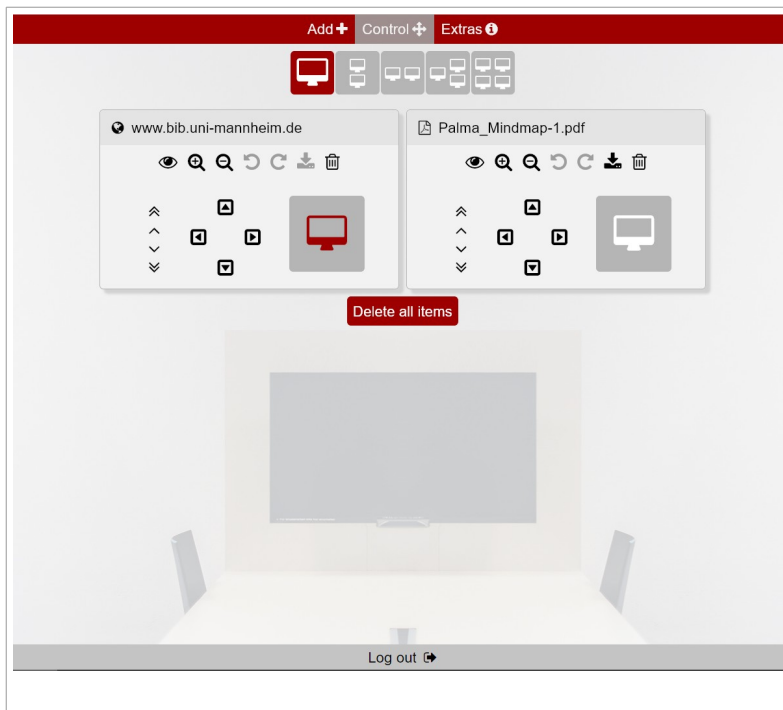 Add Control Extras
www.bib.uni-mannheim.de
Palma_Mindmap-1.pdf
Delete all items
Log out